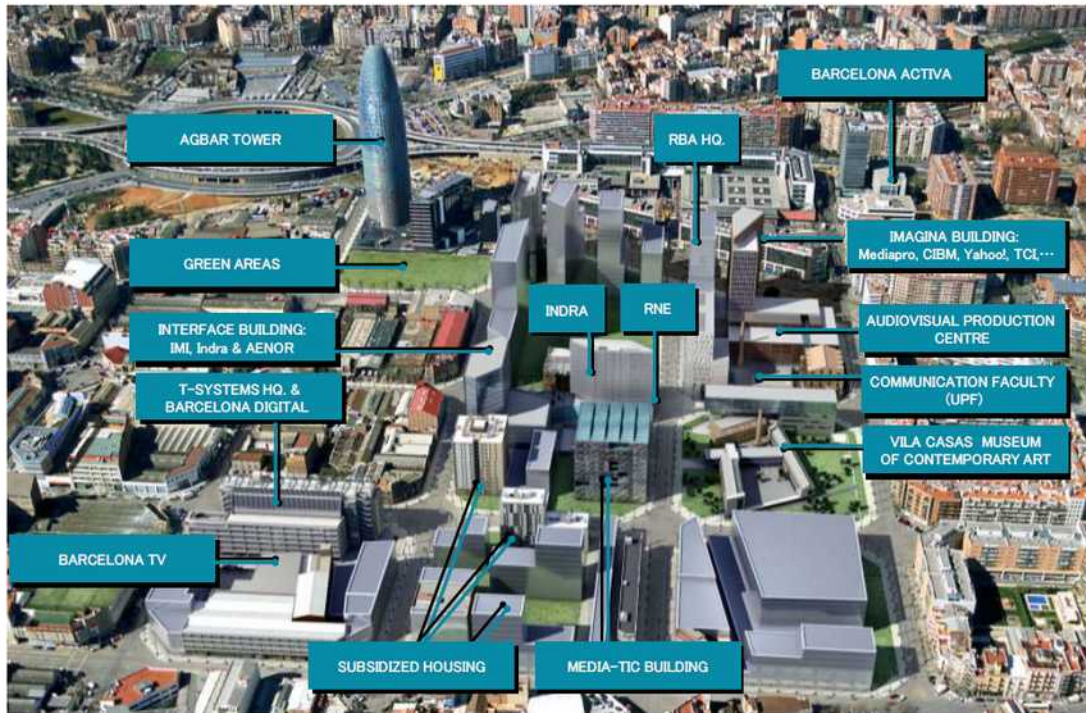 BARCELONA ACTIVA
AGBAR TOWER
RBA HQ.
IMAGINA BUILDING:
Mediapro, CIBM, Yahoo!, TCI,...
GREEN AREAS
INDRA
RNE
INTERFACE BUILDING:
IMI, Indra & AENOR
AUDIOVISUAL PRODUCTION
CENTRE
T-SYSTEMS HQ. &
BARCELONA DIGITAL
COMMUNICATION FACULTY
(UPF)
VILA CASAS MUSEUM
OF CONTEMPORARY ART
BARCELONA TV
SUBSIDIZED HOUSING
MEDIA-TIC BUILDING